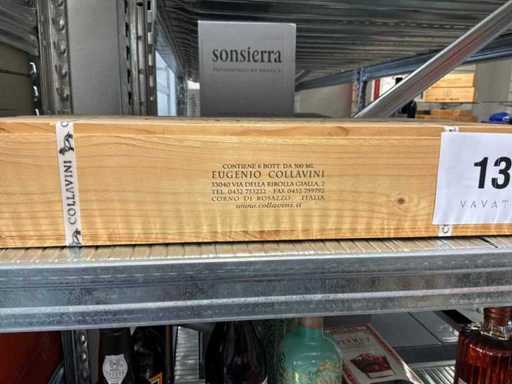 sonsierra
COLLAVINI
CONTIENE 6 BOTT. DA 500 ML
EUGENIO COLLAVINI
33040 VIA DELLA RIBOLLA GIALLA, 2
TEL. 0432 753222 - FAX 0432 759792
CORNO DI ROSAZZO ITALIA
www.collavini.it
13
VAVAT